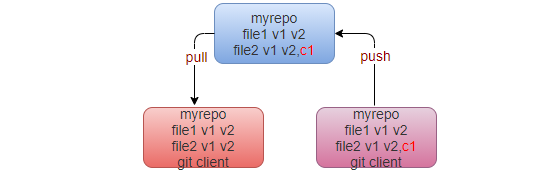 myrepo
file1 v1 v2
file2 v1 v2,c1
pull
push
myrepo
file1 v1 v2
file2 v1 v2
git client
myrepo
file1 v1 v2
file2 v1 v2,c1
git client